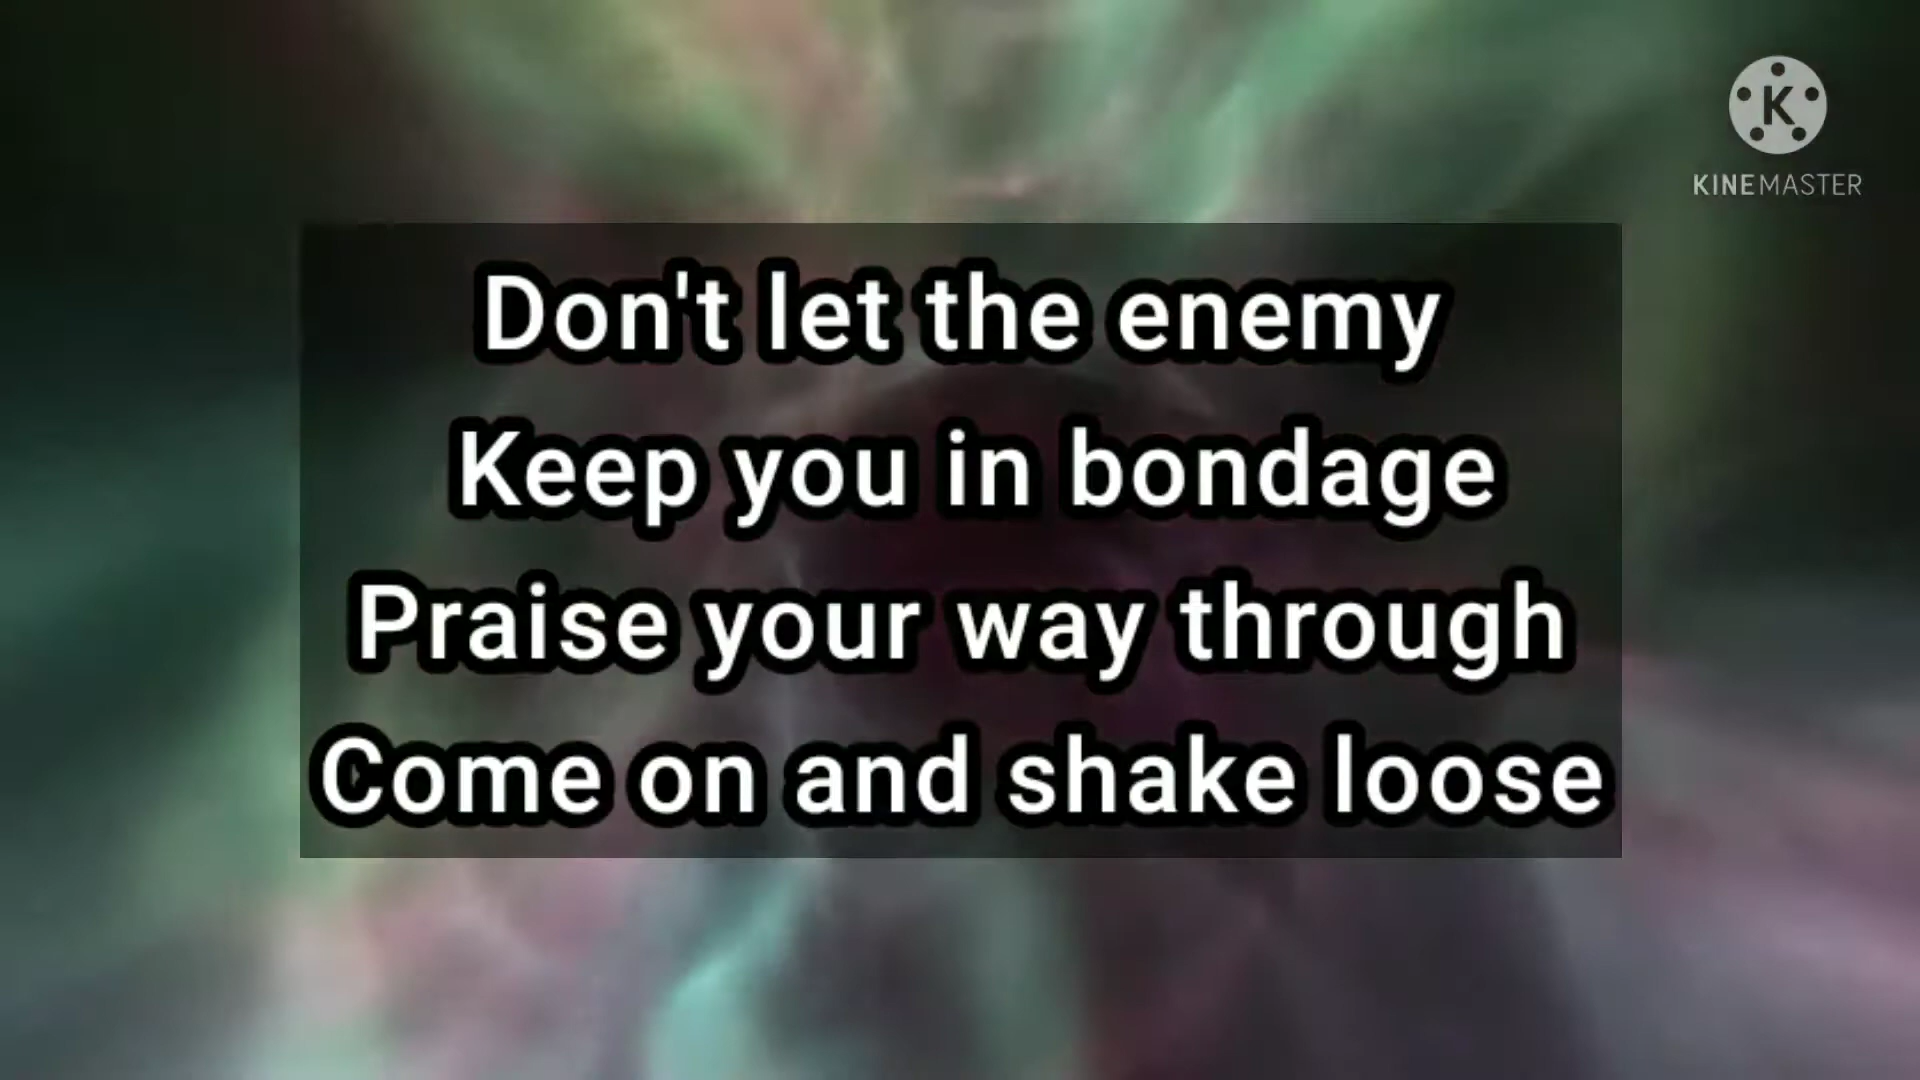 K
KINEMASTER
Don't let the enemy
Keep you in bondage
Praise your way through
Come on and shake loose